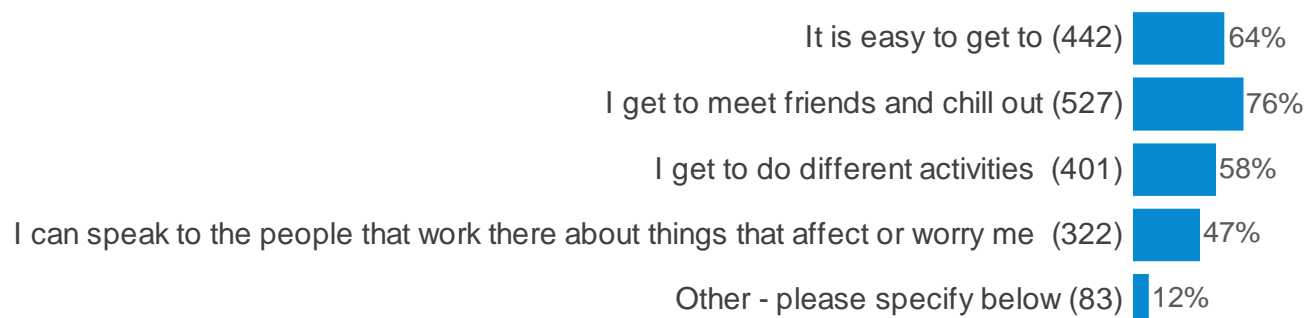 It is easy to get to (442) 64%
I get to meet friends and chill out (527) 76%
I get to do different activities (401) 58%
I can speak to the people that work there about things that affect or worry me (322) 47%
Other - please specify below (83) 12%